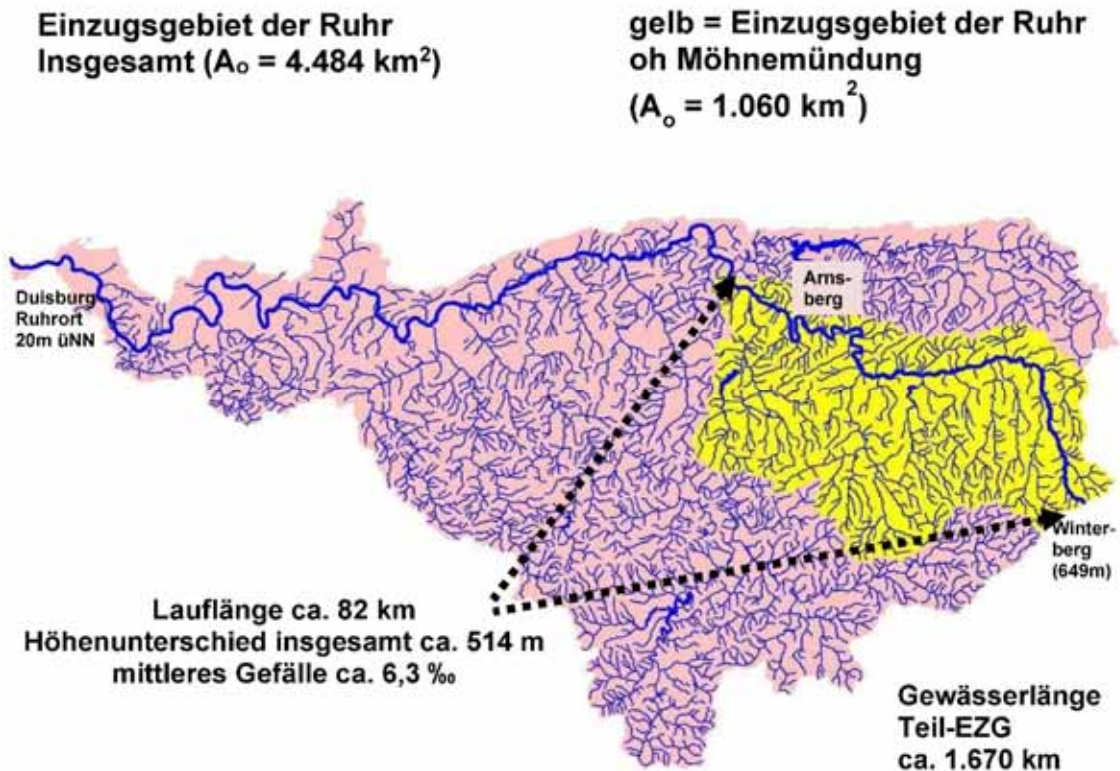 Einzugsgebiet der Ruhr
Insgesamt (Ao = 4.484 km²)
gelb = Einzugsgebiet der Ruhr
oh Möhnemündung
(Ao = 1.060 km²)
Duisburg
Ruhrort
20m üNN
Arns-
berg
Winter-
berg
(649m)
Lauflänge ca. 82 km
Höhenunterschied insgesamt ca. 514 m
mittleres Gefälle ca. 6,3 ‰
Gewässerlänge
Teil-EZG
ca. 1.670 km